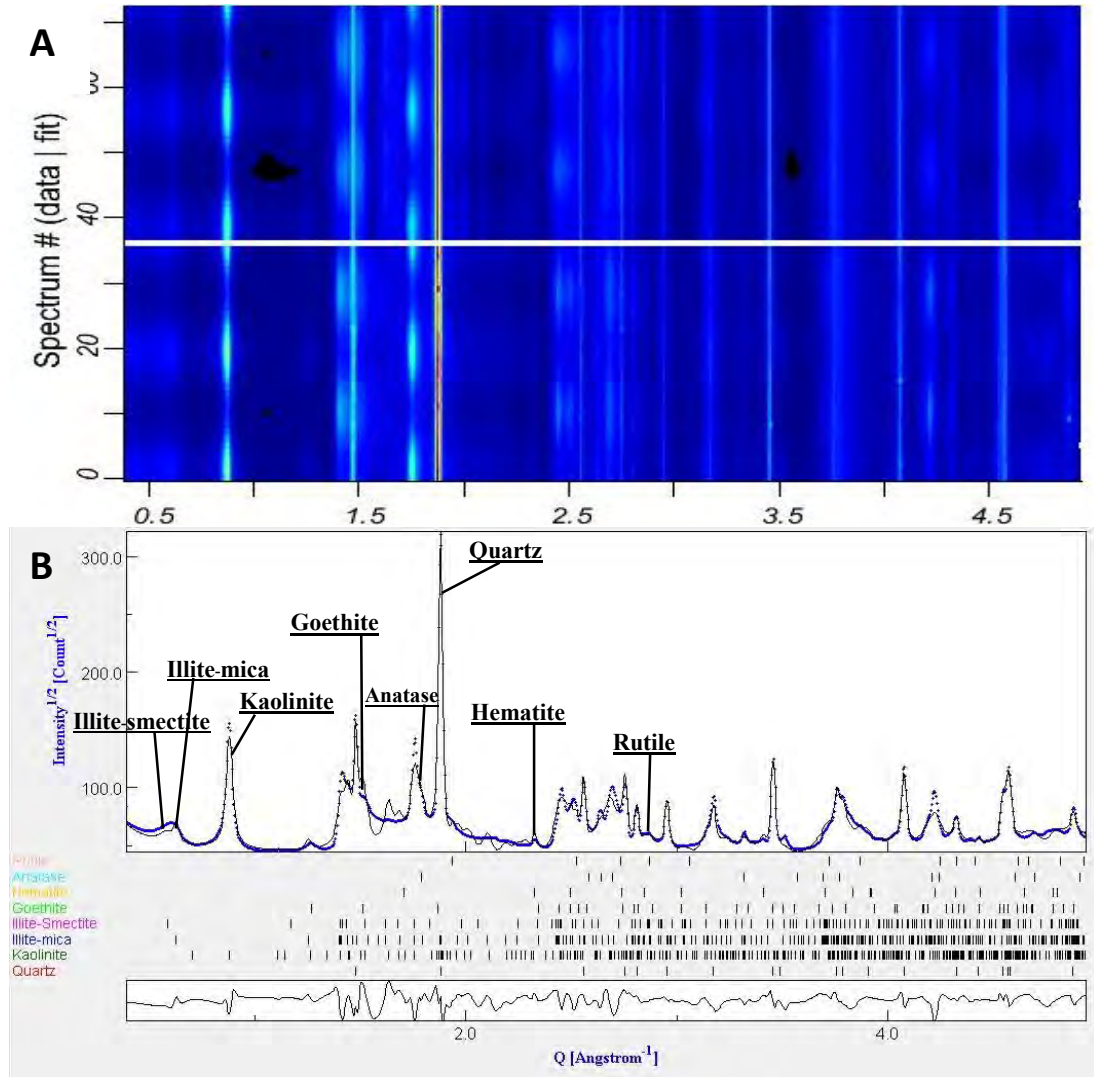 A
Spectrum # (data | fit)
40
20
0
0.5 1.5 2.5 3.5 4.5
B
Intensity^1/2 [Count^1/2]
300.0
200.0
100.0
Quartz
Goethite
Illite-mica
Kaolinite
Anatase
Illite-smectite
Hematite
Rutile
Anatase
Hematite
Goethite
Illite-Smectite
Illite-mica
Kaolinite
Quartz
2.0 4.0
Q [Angstrom^-1]